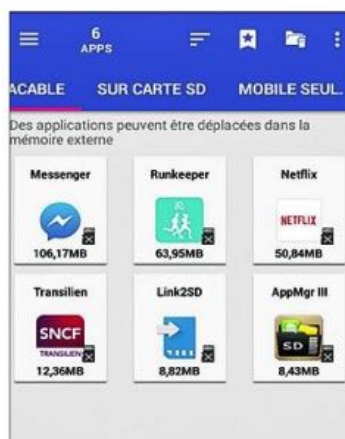 6
APPS
ACABLE SUR CARTE SD MOBILE SEUL.
Des applications peuvent être déplacées dans la
mémoire externe
Messenger Runkeeper Netflix
NETFLIX
106,17MB 63,95MB 50,84MB
Transilien Link2SD AppMgr III
SNCF
TRANSILIEN
SD
12,36MB 8,82MB 8,43MB